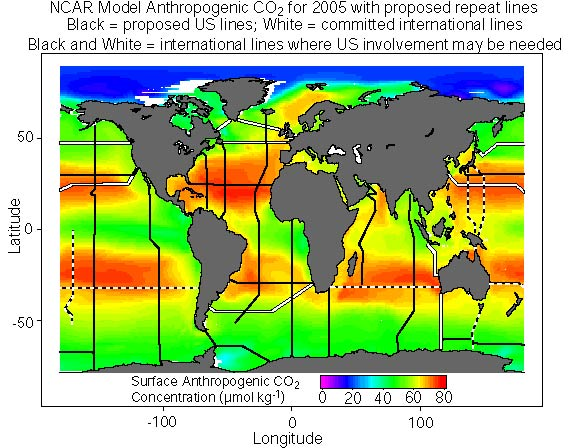 NCAR Model Anthropogenic CO2 for 2005 with proposed repeat lines
Black = proposed US lines; White = committed international lines
Black and White = international lines where US involvement may be needed
Latitude
50
0
-50
Surface Anthropogenic CO2
Concentration (µmol kg-1)
0 20 40 60 80
-100 0 100
Longitude